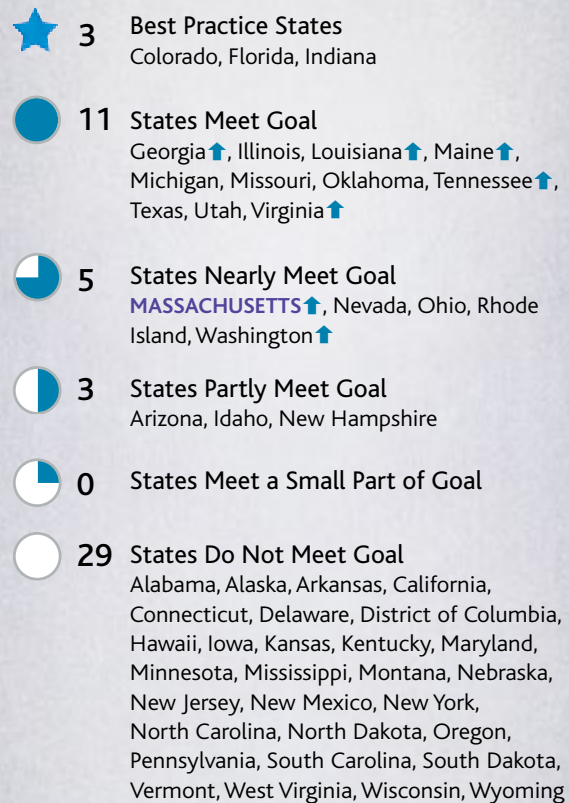 3 Best Practice States
Colorado, Florida, Indiana
11 States Meet Goal
Georgia⬆, Illinois, Louisiana⬆, Maine⬆,
Michigan, Missouri, Oklahoma, Tennessee⬆,
Texas, Utah, Virginia⬆
5 States Nearly Meet Goal
MASSACHUSETTS⬆, Nevada, Ohio, Rhode
Island, Washington⬆
3 States Partly Meet Goal
Arizona, Idaho, New Hampshire
0 States Meet a Small Part of Goal
29 States Do Not Meet Goal
Alabama, Alaska, Arkansas, California,
Connecticut, Delaware, District of Columbia,
Hawaii, Iowa, Kansas, Kentucky, Maryland,
Minnesota, Mississippi, Montana, Nebraska,
New Jersey, New Mexico, New York,
North Carolina, North Dakota, Oregon,
Pennsylvania, South Carolina, South Dakota,
Vermont, West Virginia, Wisconsin, Wyoming